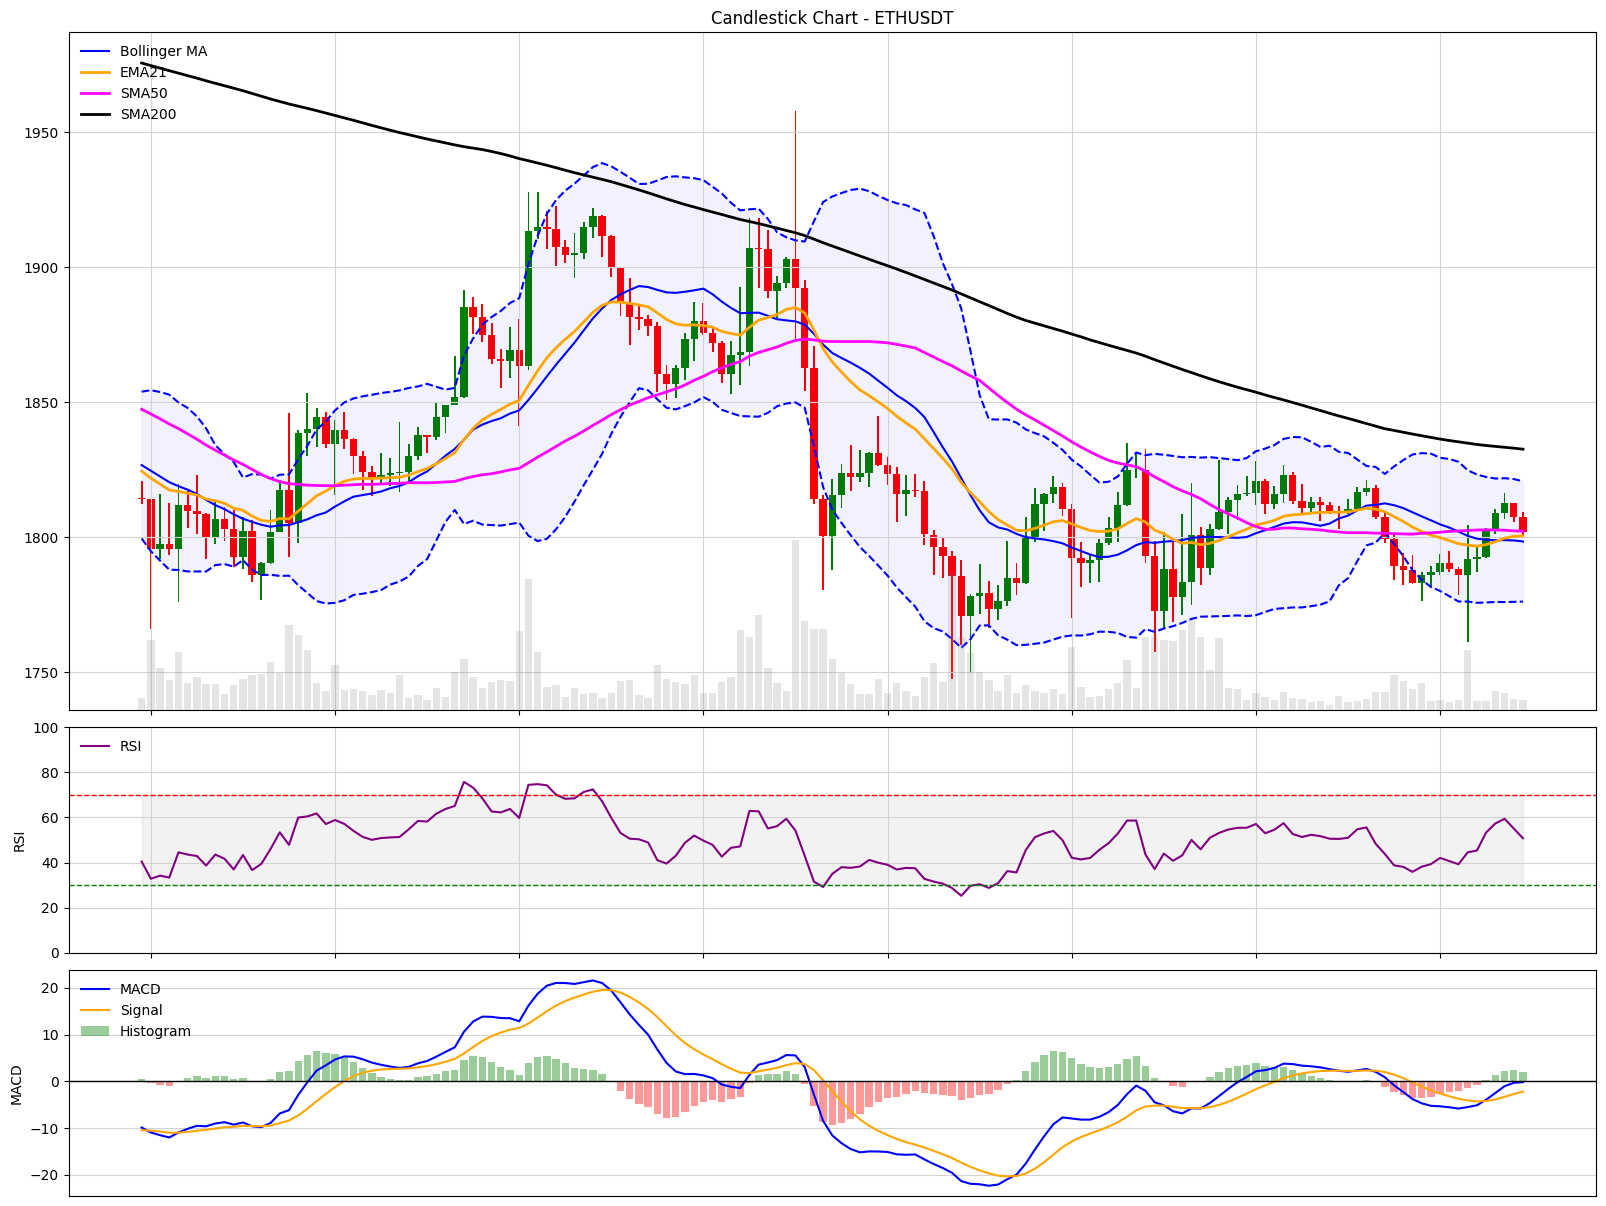 Candlestick Chart - ETHUSDT
Bollinger MA
EMA21
SMA50
SMA200
1950
1900
1850
1800
1750
100
80
60
40
20
0
RSI
RSI
20
10
0
−10
−20
MACD
MACD
Signal
Histogram